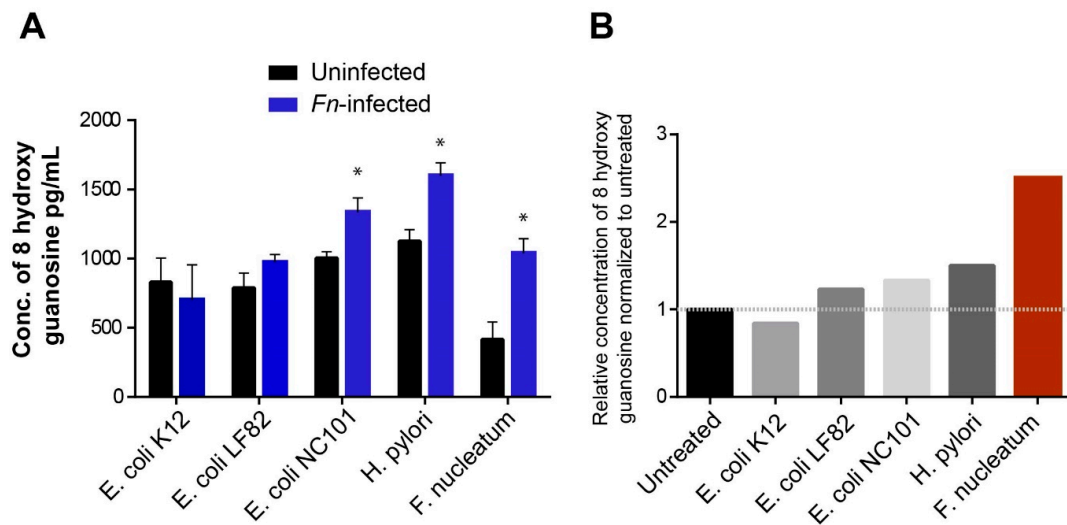 A
Uninfected
Fn-infected
Conc. of 8 hydroxy
guanosine pg/mL
2000
1500
1000
500
0
*
*
*
E. coli K12
E. coli LF82
E. coli NC101
H. pylori
F. nucleatum
B
Relative concentration of 8 hydroxy
guanosine normalized to untreated
3
2
1
0
Untreated
E. coli K12
E. coli LF82
E. coli NC101
H. pylori
F. nucleatum